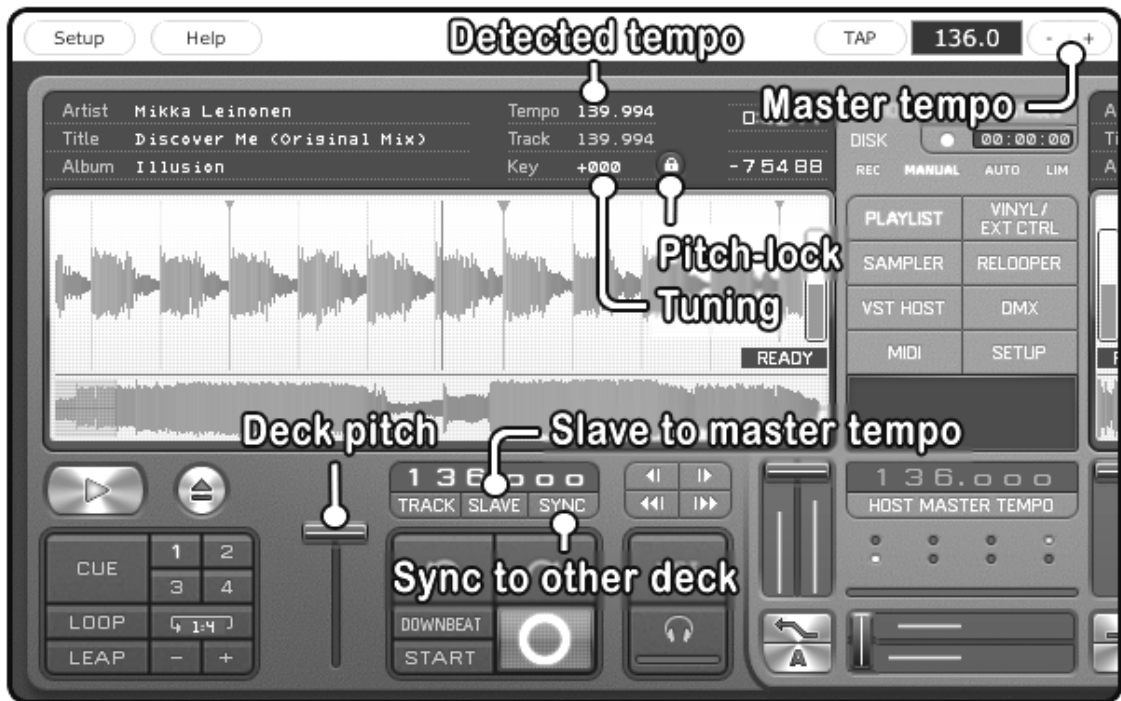 Setup Help Detected tempo TAP 136.0 - +
Artist Mikka Leinonen Tempo 139.994 Master tempo
Title Discover Me (Original Mix) Track 139.994 DISK 00:00:00
Album Illusion Key +000 -75488 REC MANUAL AUTO LIM
PLAYLIST VINYL/
EXT CTRL
Pitch-lock SAMPLER RELOOPER
Tuning VST HOST DMX
READY MIDI SETUP
Deck pitch Slave to master tempo
136.000 136.000
TRACK SLAVE SYNC HOST MASTER TEMPO
CUE 1 2
3 4
Sync to other deck
LOOP 1:4 DOWNBEAT
LEAP - + START A